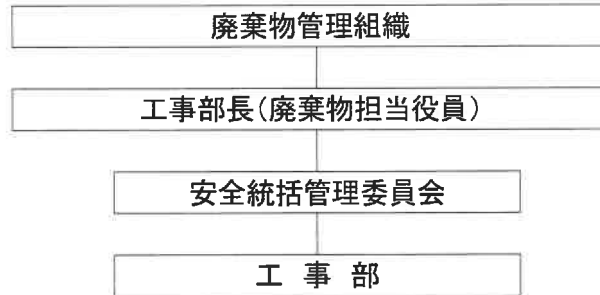 廃棄物管理組織
工事部長(廃棄物担当役員)
安全統括管理委員会
工 事 部